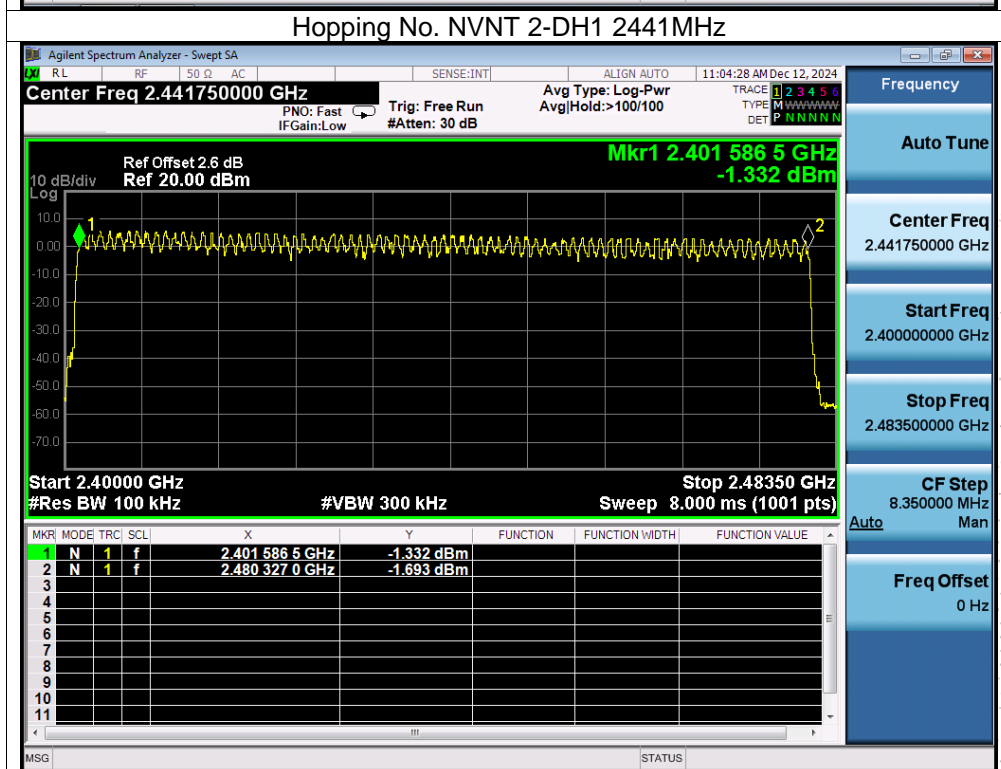 Hopping No. NVNT 2-DH1 2441MHz
Agilent Spectrum Analyzer - Swept SA
LXI RL RF 50 Ω AC SENSE:INT ALIGN AUTO 11:04:28 AM Dec 12, 2024
Center Freq 2.441750000 GHz
PNO: Fast
IFGain:Low
Trig: Free Run
#Atten: 30 dB
Avg Type: Log-Pwr
Avg|Hold:>100/100
TRACE 1 2 3 4 5 6
TYPE M WWWWW
DET P N N N N N
Ref Offset 2.6 dB
Ref 20.00 dBm
10 dB/div
Log
Mkr1 2.401 586 5 GHz
-1.332 dBm
10.0
0.00
-10.0
-20.0
-30.0
-40.0
-50.0
-60.0
-70.0
1
2
Start 2.40000 GHz Stop 2.48350 GHz
#Res BW 100 kHz #VBW 300 kHz Sweep 8.000 ms (1001 pts)
MKR MODE TRC SCL X Y FUNCTION FUNCTION WIDTH FUNCTION VALUE
1 N 1 f 2.401 586 5 GHz -1.332 dBm
2 N 1 f 2.480 327 0 GHz -1.693 dBm
3
4
5
6
7
8
9
10
11
MSG STATUS
Frequency
Auto Tune
Center Freq
2.441750000 GHz
Start Freq
2.400000000 GHz
Stop Freq
2.483500000 GHz
CF Step
8.350000 MHz
Auto Man
Freq Offset
0 Hz